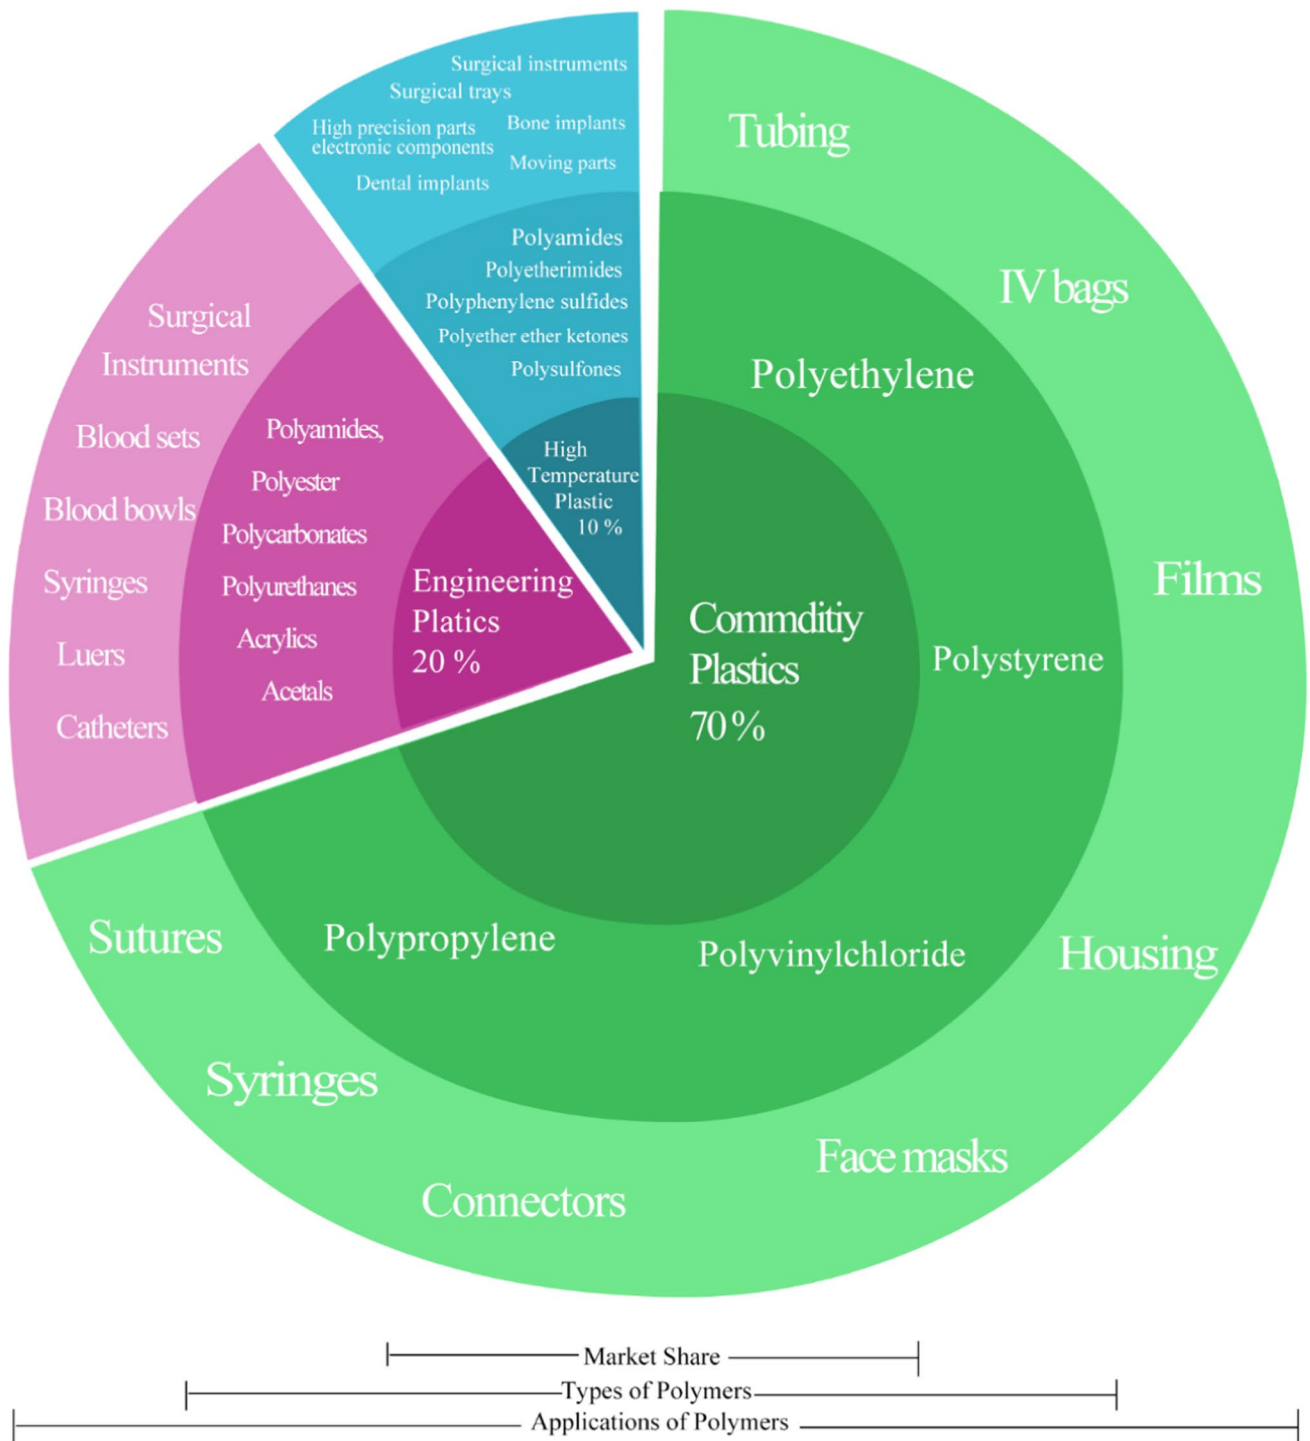 Surgical instruments
Surgical trays
High precision parts
electronic components
Bone implants
Moving parts
Dental implants
Polyamides
Polyetherimides
Polyphenylene sulfides
Polyether ether ketones
Polysulfones
High
Temperature
Plastic
10 %
Tubing
IV bags
Films
Housing
Face masks
Connectors
Syringes
Sutures
Polyethylene
Polystyrene
Polyvinylchloride
Polypropylene
Commditiy
Plastics
70 %
Surgical
Instruments
Blood sets
Blood bowls
Syringes
Luers
Catheters
Polyamides,
Polyester
Polycarbonates
Polyurethanes
Acrylics
Acetals
Engineering
Platics
20 %
Market Share
Types of Polymers
Applications of Polymers